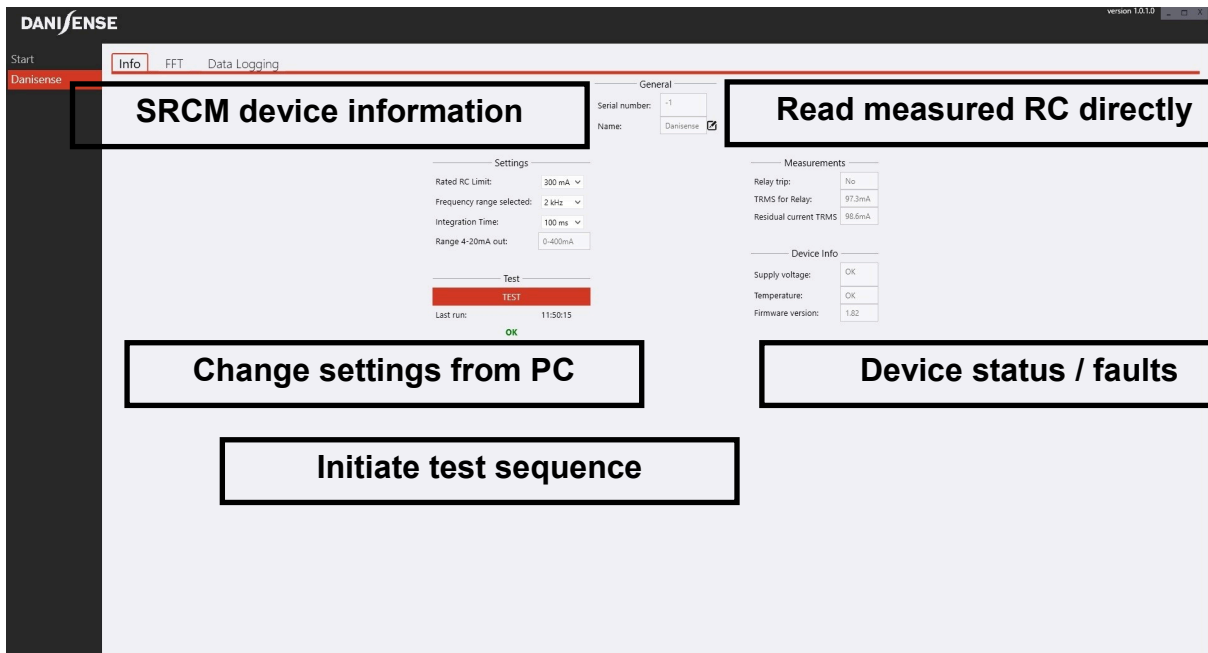 DANISENSE
version 1.0.1.0
Start
Danisense
Info FFT Data Logging
SRCM device information
General
Serial number: -1
Name: Danisense
Read measured RC directly
Settings
Rated RC Limit: 300 mA
Frequency range selected: 2 kHz
Integration Time: 100 ms
Range 4-20mA out: 0-400mA
Measurements
Relay trip: No
TRMS for Relay: 97.3mA
Residual current TRMS 98.6mA
Test
TEST
Last run: 11:50:15
OK
Device Info
Supply voltage: OK
Temperature: OK
Firmware version: 1.82
Change settings from PC
Device status / faults
Initiate test sequence